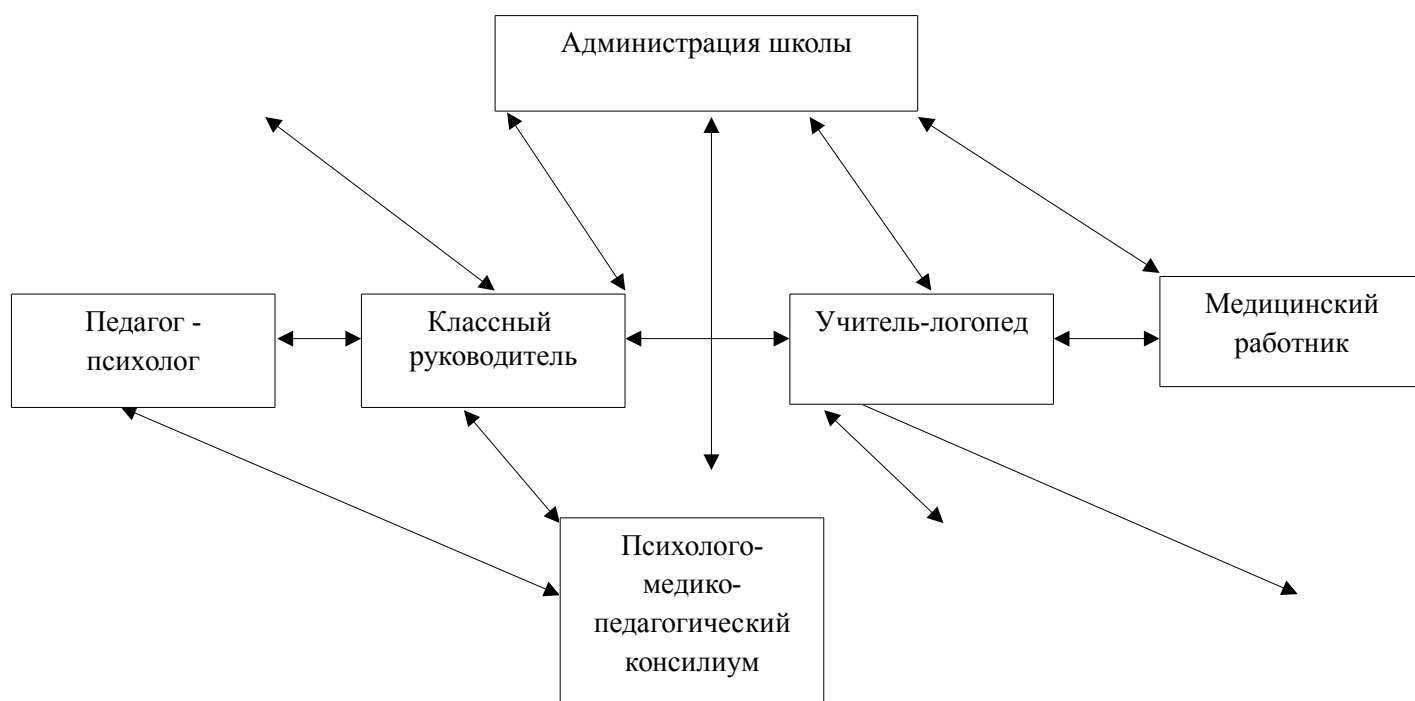 Администрация школы
Педагог -
психолог
Классный
руководитель
Учитель-логопед
Медицинский
работник
Психолого-
медико-
педагогический
консилиум